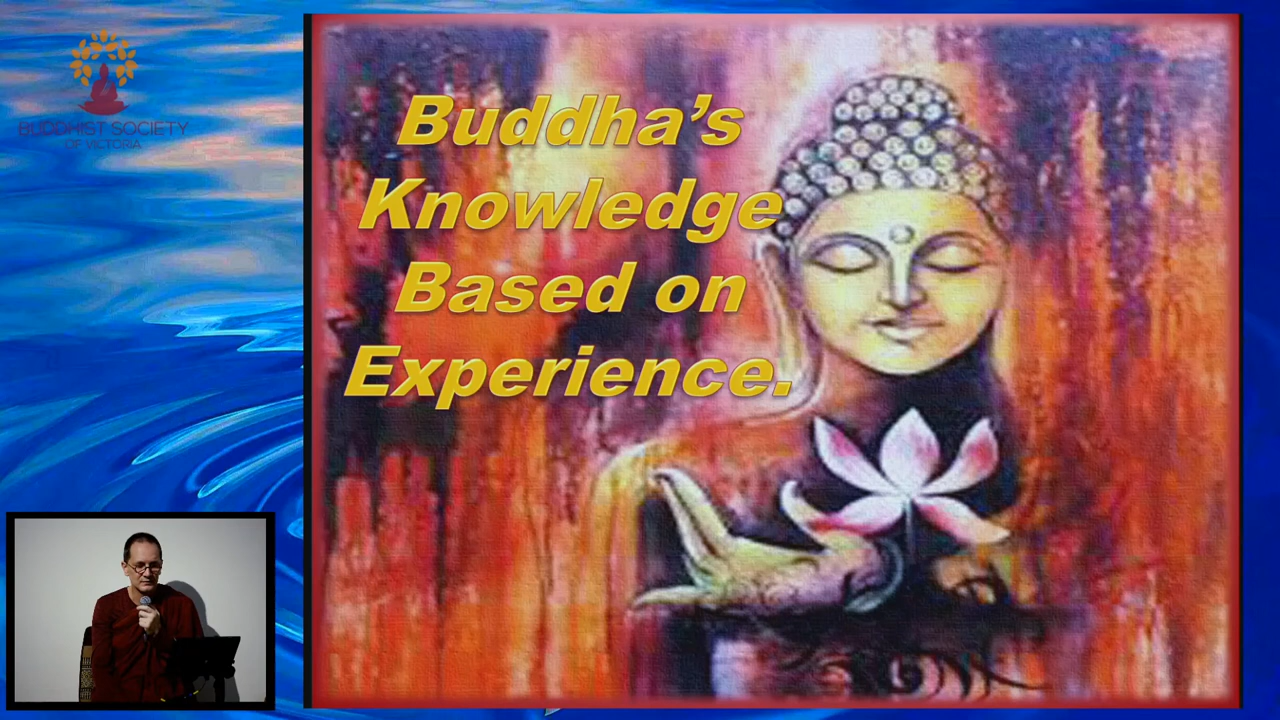 BUDDHIST SOCIETY
OF VICTORIA
Buddha's
Knowledge
Based on
Experience.